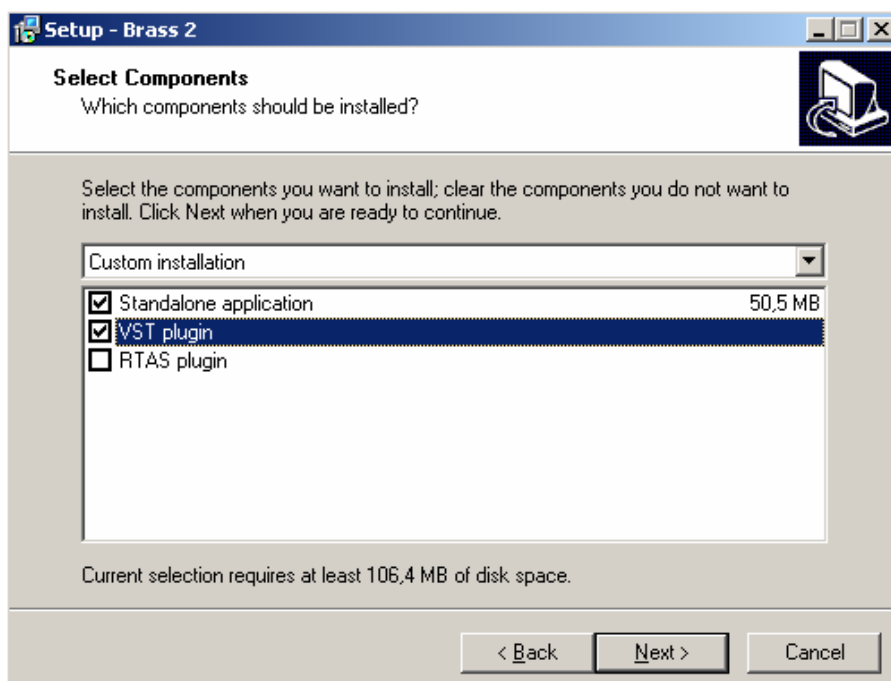 Setup - Brass 2
Select Components
Which components should be installed?
Select the components you want to install; clear the components you do not want to
install. Click Next when you are ready to continue.
Custom installation
Standalone application 50,5 MB
VST plugin
RTAS plugin
Current selection requires at least 106,4 MB of disk space.
< Back Next > Cancel